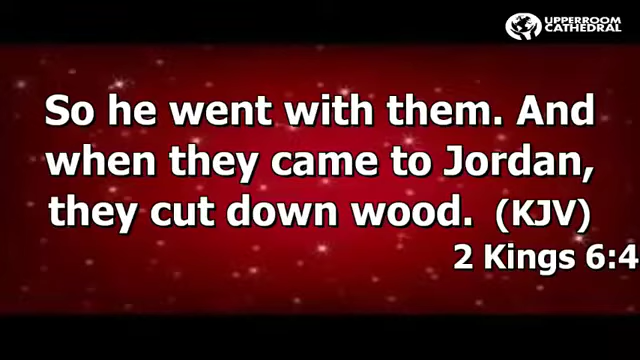 UPPERROOM
CATHEDRAL
So he went with them. And
when they came to Jordan,
they cut down wood. (KJV)
2 Kings 6:4